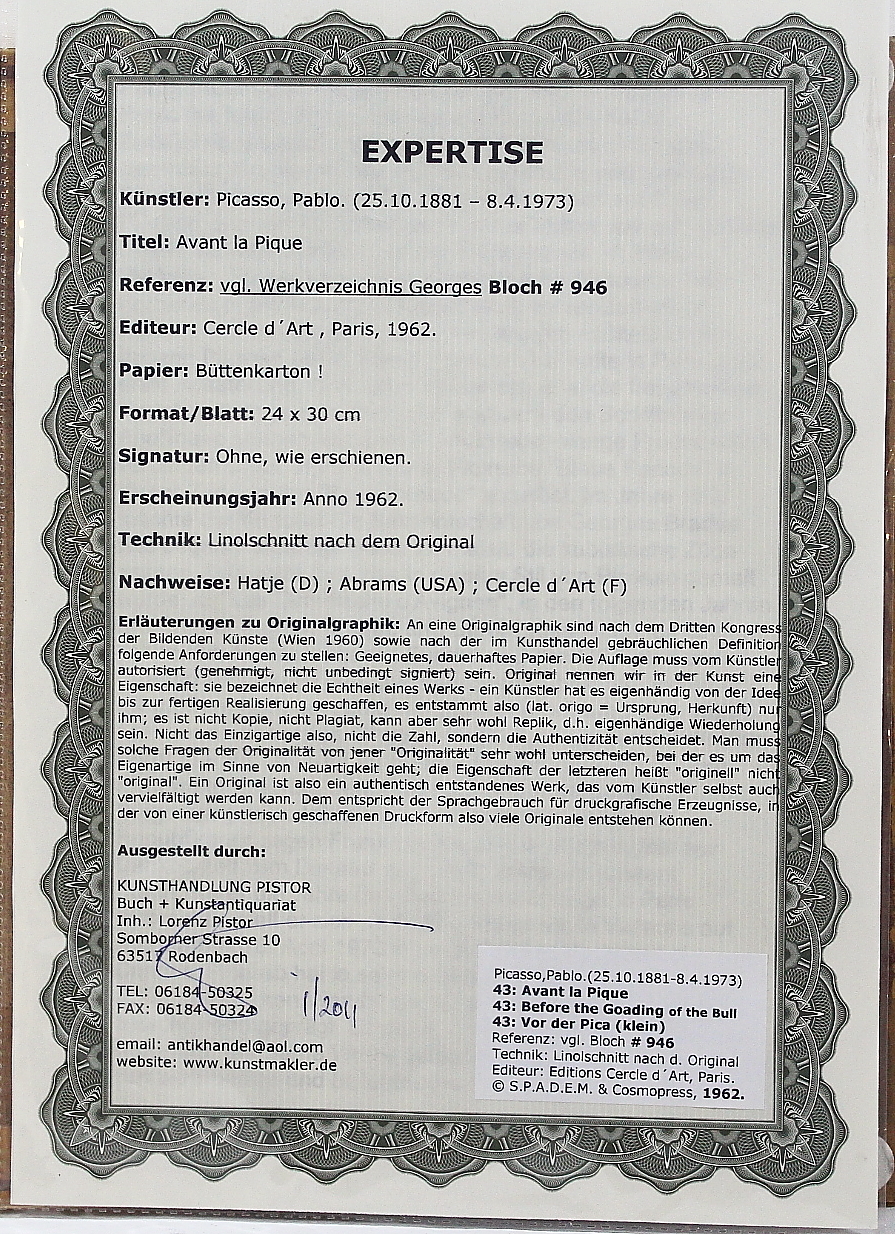 EXPERTISE
Künstler: Picasso, Pablo. (25.10.1881 – 8.4.1973)
Titel: Avant la Pique
Referenz: vgl. Werkverzeichnis Georges Bloch # 946
Editeur: Cercle d´Art , Paris, 1962.
Papier: Büttenkarton !
Format/Blatt: 24 x 30 cm
Signatur: Ohne, wie erschienen.
Erscheinungsjahr: Anno 1962.
Technik: Linolschnitt nach dem Original
Nachweise: Hatje (D) ; Abrams (USA) ; Cercle d´Art (F)
Erläuterungen zu Originalgraphik: An eine Originalgraphik sind nach dem Dritten Kongress
der Bildenden Künste (Wien 1960) sowie nach der im Kunsthandel gebräuchlichen Definition
folgende Anforderungen zu stellen: Geeignetes, dauerhaftes Papier. Die Auflage muss vom Künstler
autorisiert (genehmigt, nicht unbedingt signiert) sein. Original nennen wir in der Kunst eine
Eigenschaft: sie bezeichnet die Echtheit eines Werks - ein Künstler hat es eigenhändig von der Idee
bis zur fertigen Realisierung geschaffen, es entstammt also (lat. origo = Ursprung, Herkunft) nur
ihm; es ist nicht Kopie, nicht Plagiat, kann aber sehr wohl Replik, d.h. eigenhändige Wiederholung
sein. Nicht das Einzigartige also, nicht die Zahl, sondern die Authentizität entscheidet. Man muss
solche Fragen der Originalität von jener "Originalität" sehr wohl unterscheiden, bei der es um das
Eigenartige im Sinne von Neuartigkeit geht; die Eigenschaft der letzteren heißt "originell" nicht
"original". Ein Original ist also ein authentisch entstandenes Werk, das vom Künstler selbst auch
vervielfältigt werden kann. Dem entspricht der Sprachgebrauch für druckgrafische Erzeugnisse, in
der von einer künstlerisch geschaffenen Druckform also viele Originale entstehen können.
Ausgestellt durch:
KUNSTHANDLUNG PISTOR
Buch + Kunstantiquariat
Inh.: Lorenz Pistor
Somborner Strasse 10
63517 Rodenbach
TEL: 06184-50325
FAX: 06184-50324
1/2011
email: antikhandel@aol.com
website: www.kunstmakler.de
Picasso,Pablo.(25.10.1881-8.4.1973)
43: Avant la Pique
43: Before the Goading of the Bull
43: Vor der Pica (klein)
Referenz: vgl. Bloch # 946
Technik: Linolschnitt nach d. Original
Editeur: Editions Cercle d´Art, Paris.
© S.P.A.D.E.M. & Cosmopress, 1962.